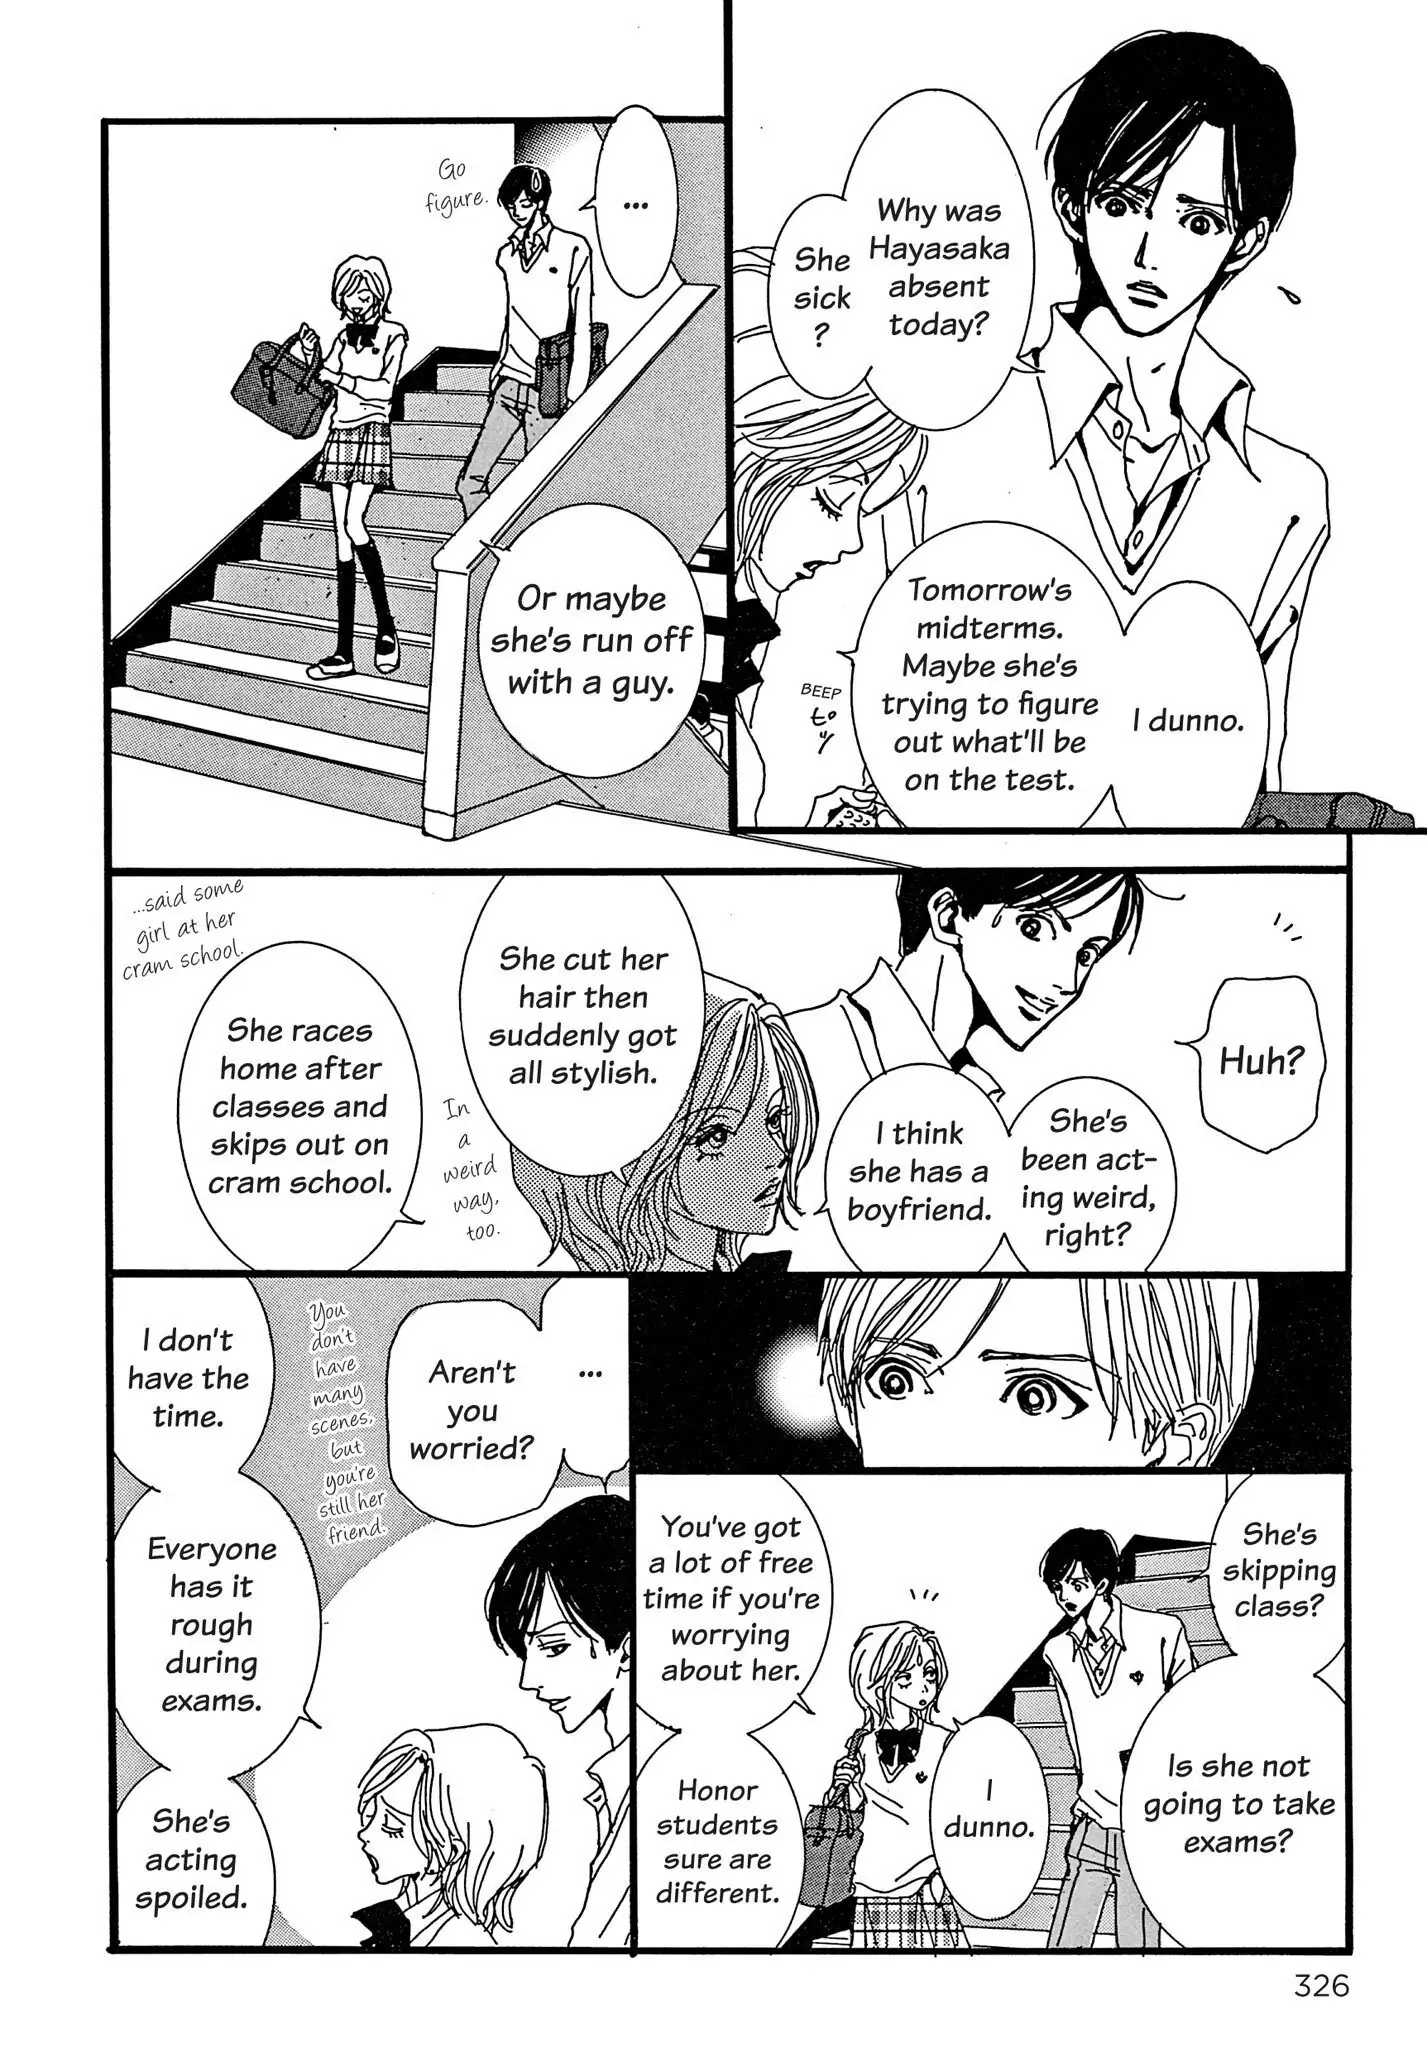 Why was
Hayasaka
absent
today?
She
sick
?
I dunno.
Tomorrow's
midterms.
Maybe she's
trying to figure
out what'll be
on the test.
BEEP
ピッ
...
Go
figure.
Or maybe
she's run off
with a guy.
Huh?
She's
been act-
ing weird,
right?
I think
she has a
boyfriend.
She cut her
hair then
suddenly got
all stylish.
In
a
weird
way,
too.
She races
home after
classes and
skips out on
cram school.
...said some
girl at her
cram school.
She's
skipping
class?
Is she not
going to take
exams?
I
dunno.
You've got
a lot of free
time if you're
worrying
about her.
Honor
students
sure are
different.
...
Aren't
you
worried?
You
don't
have
many
scenes,
but
you're
still her
friend.
I don't
have the
time.
Everyone
has it
rough
during
exams.
She's
acting
spoiled.
326